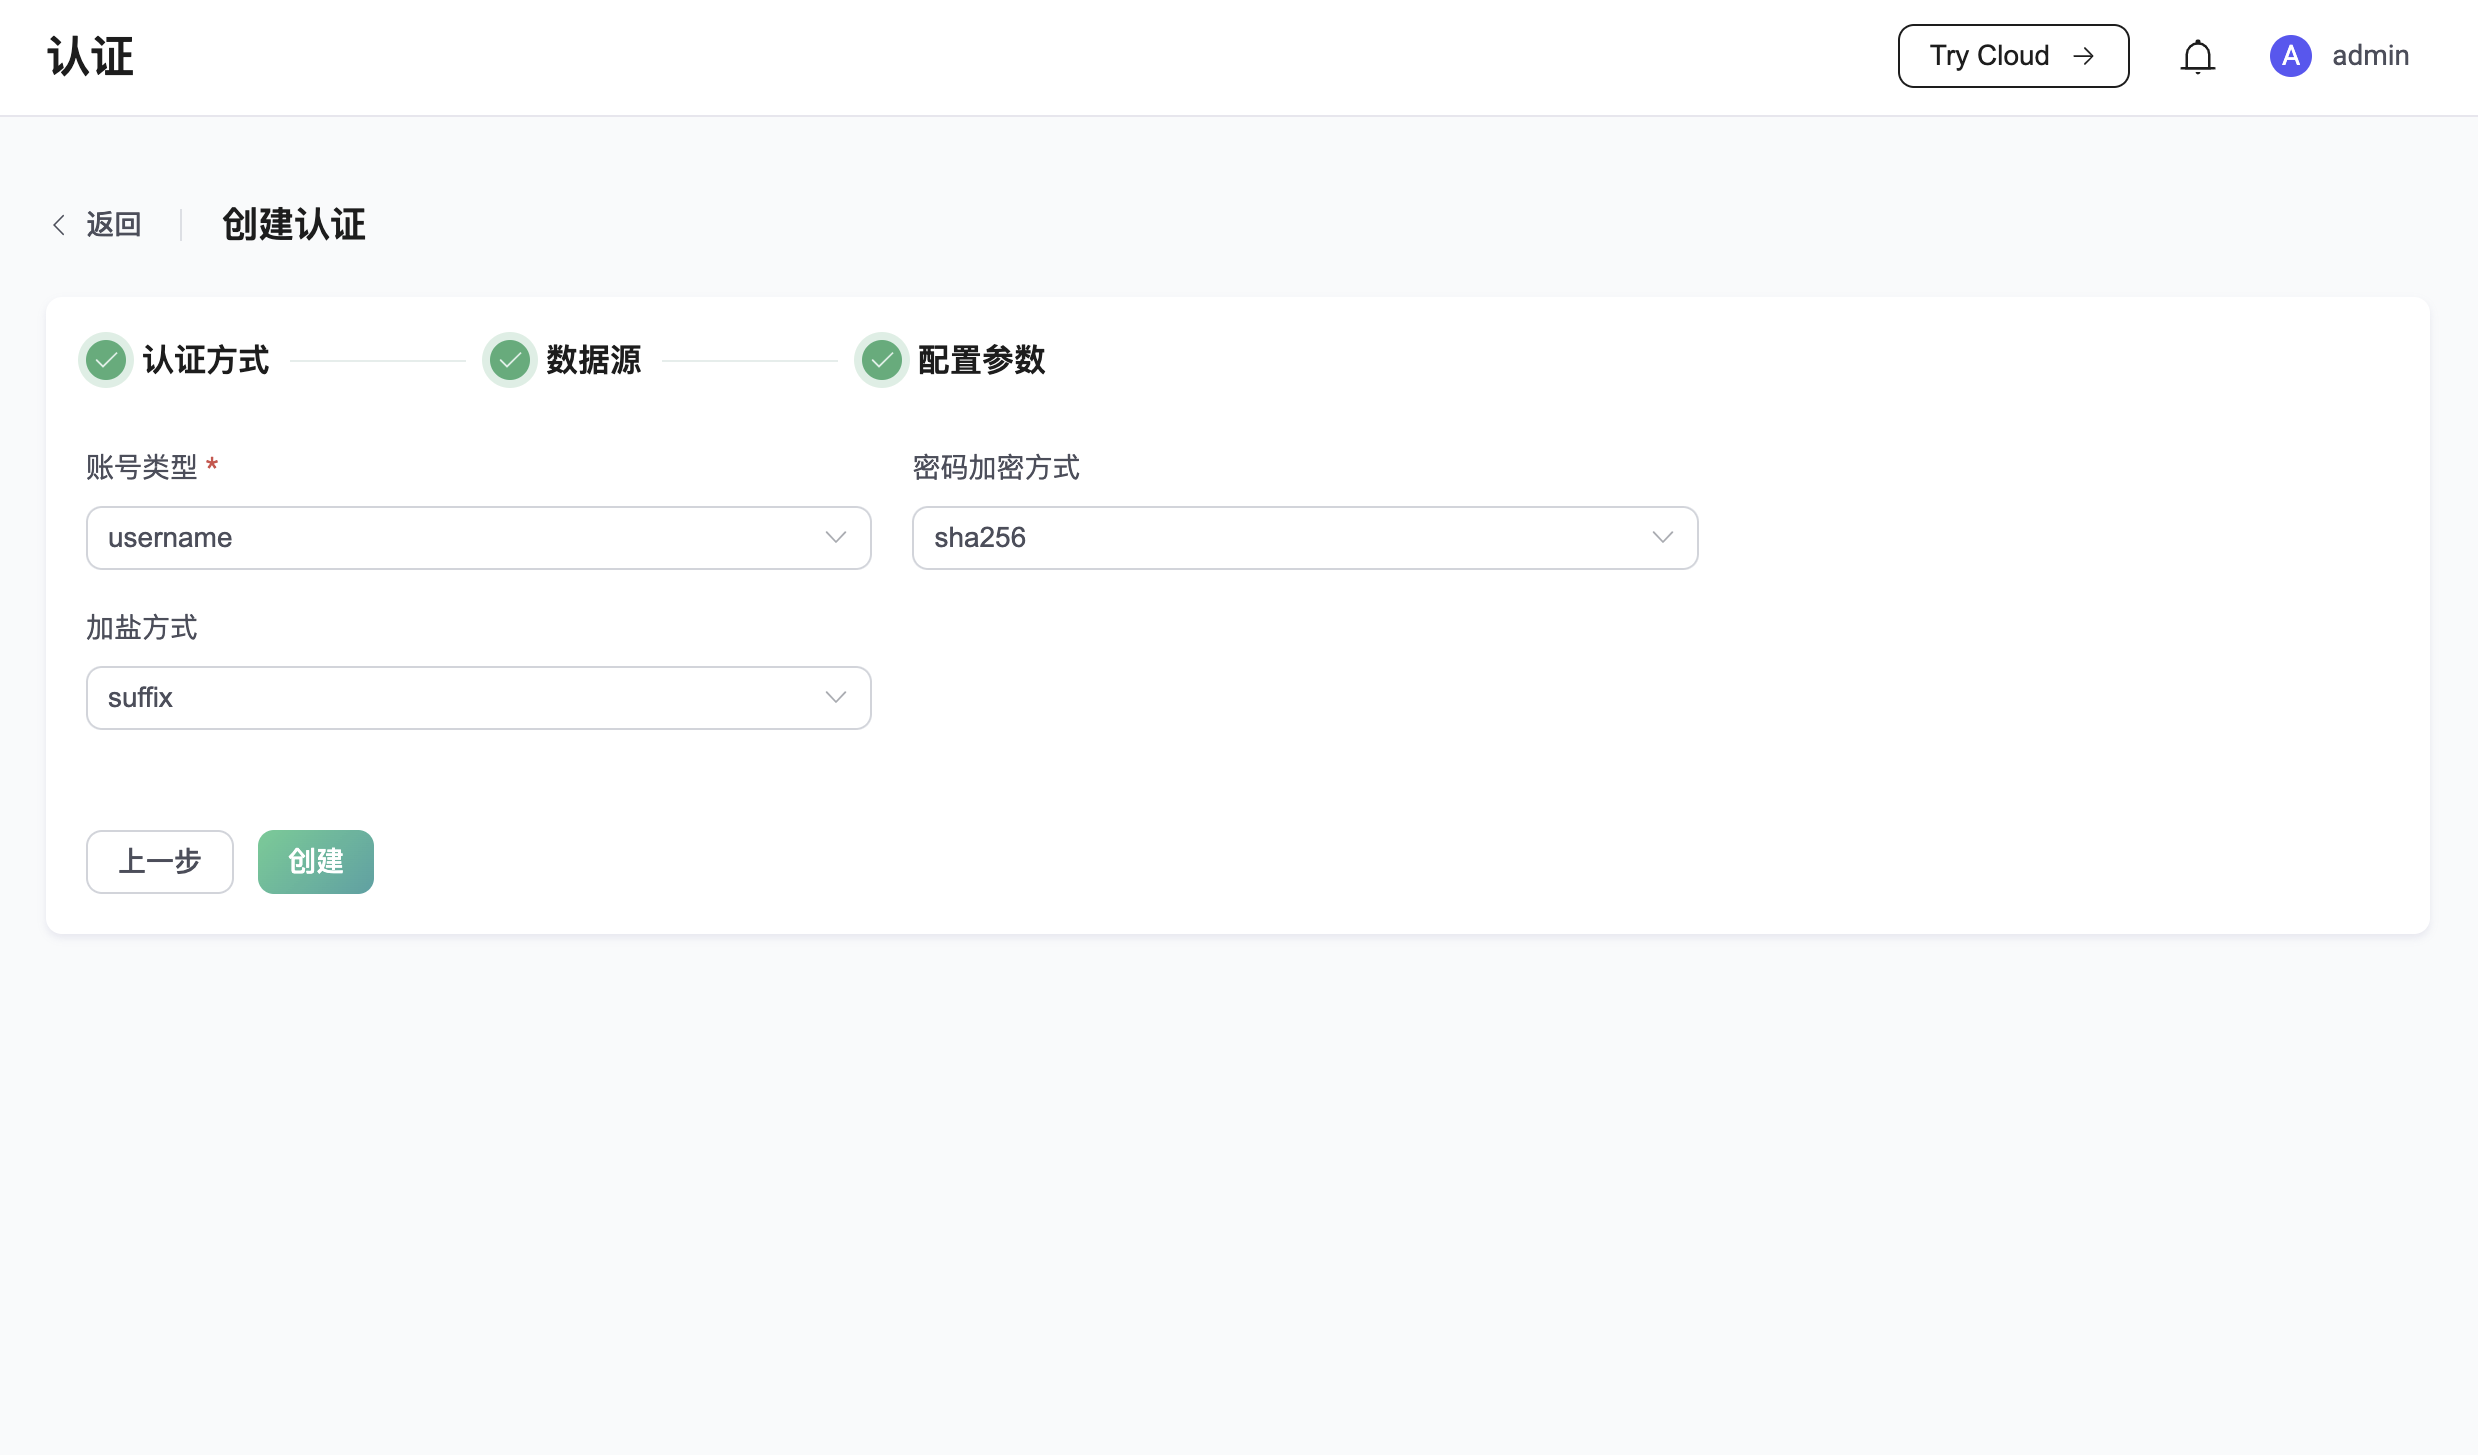 认证
Try Cloud → A admin
返回 创建认证
认证方式 数据源 配置参数
账号类型 * 密码加密方式
username sha256
加盐方式
suffix
上一步 创建